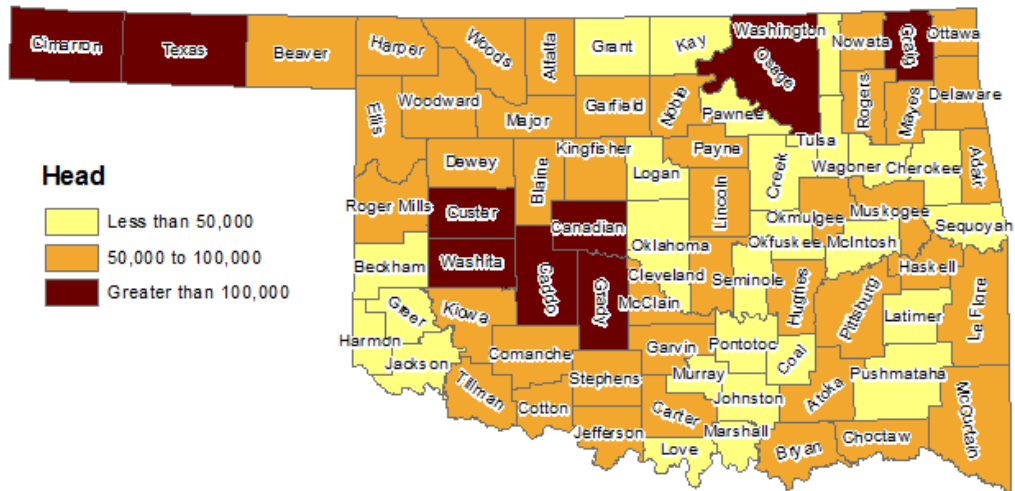 Cimarron
Texas
Beaver
Harper
Woods
Alfalfa
Grant
Kay
Washington
Osage
Nowata
Craig
Ottawa
Ellis
Woodward
Major
Garfield
Noble
Pawnee
Rogers
Mayes
Delaware
Dewey
Blaine
Kingfisher
Logan
Payne
Creek
Tulsa
Wagoner
Cherokee
Adair
Head
Less than 50,000
50,000 to 100,000
Greater than 100,000
Roger Mills
Custer
Canadian
Oklahoma
Lincoln
Okmulgee
Muskogee
Sequoyah
Beckham
Washita
Caddo
Grady
Cleveland
McClain
Seminole
Okfuskee
McIntosh
Hughes
Pittsburg
Haskell
Latimer
Le Flore
Greer
Kiowa
Harmon
Jackson
Comanche
Garvin
Pontotoc
Coal
Murray
Pushmataha
Tillman
Cotton
Stephens
Carter
Johnston
Atoka
McCurtain
Jefferson
Love
Marshall
Bryan
Choctaw